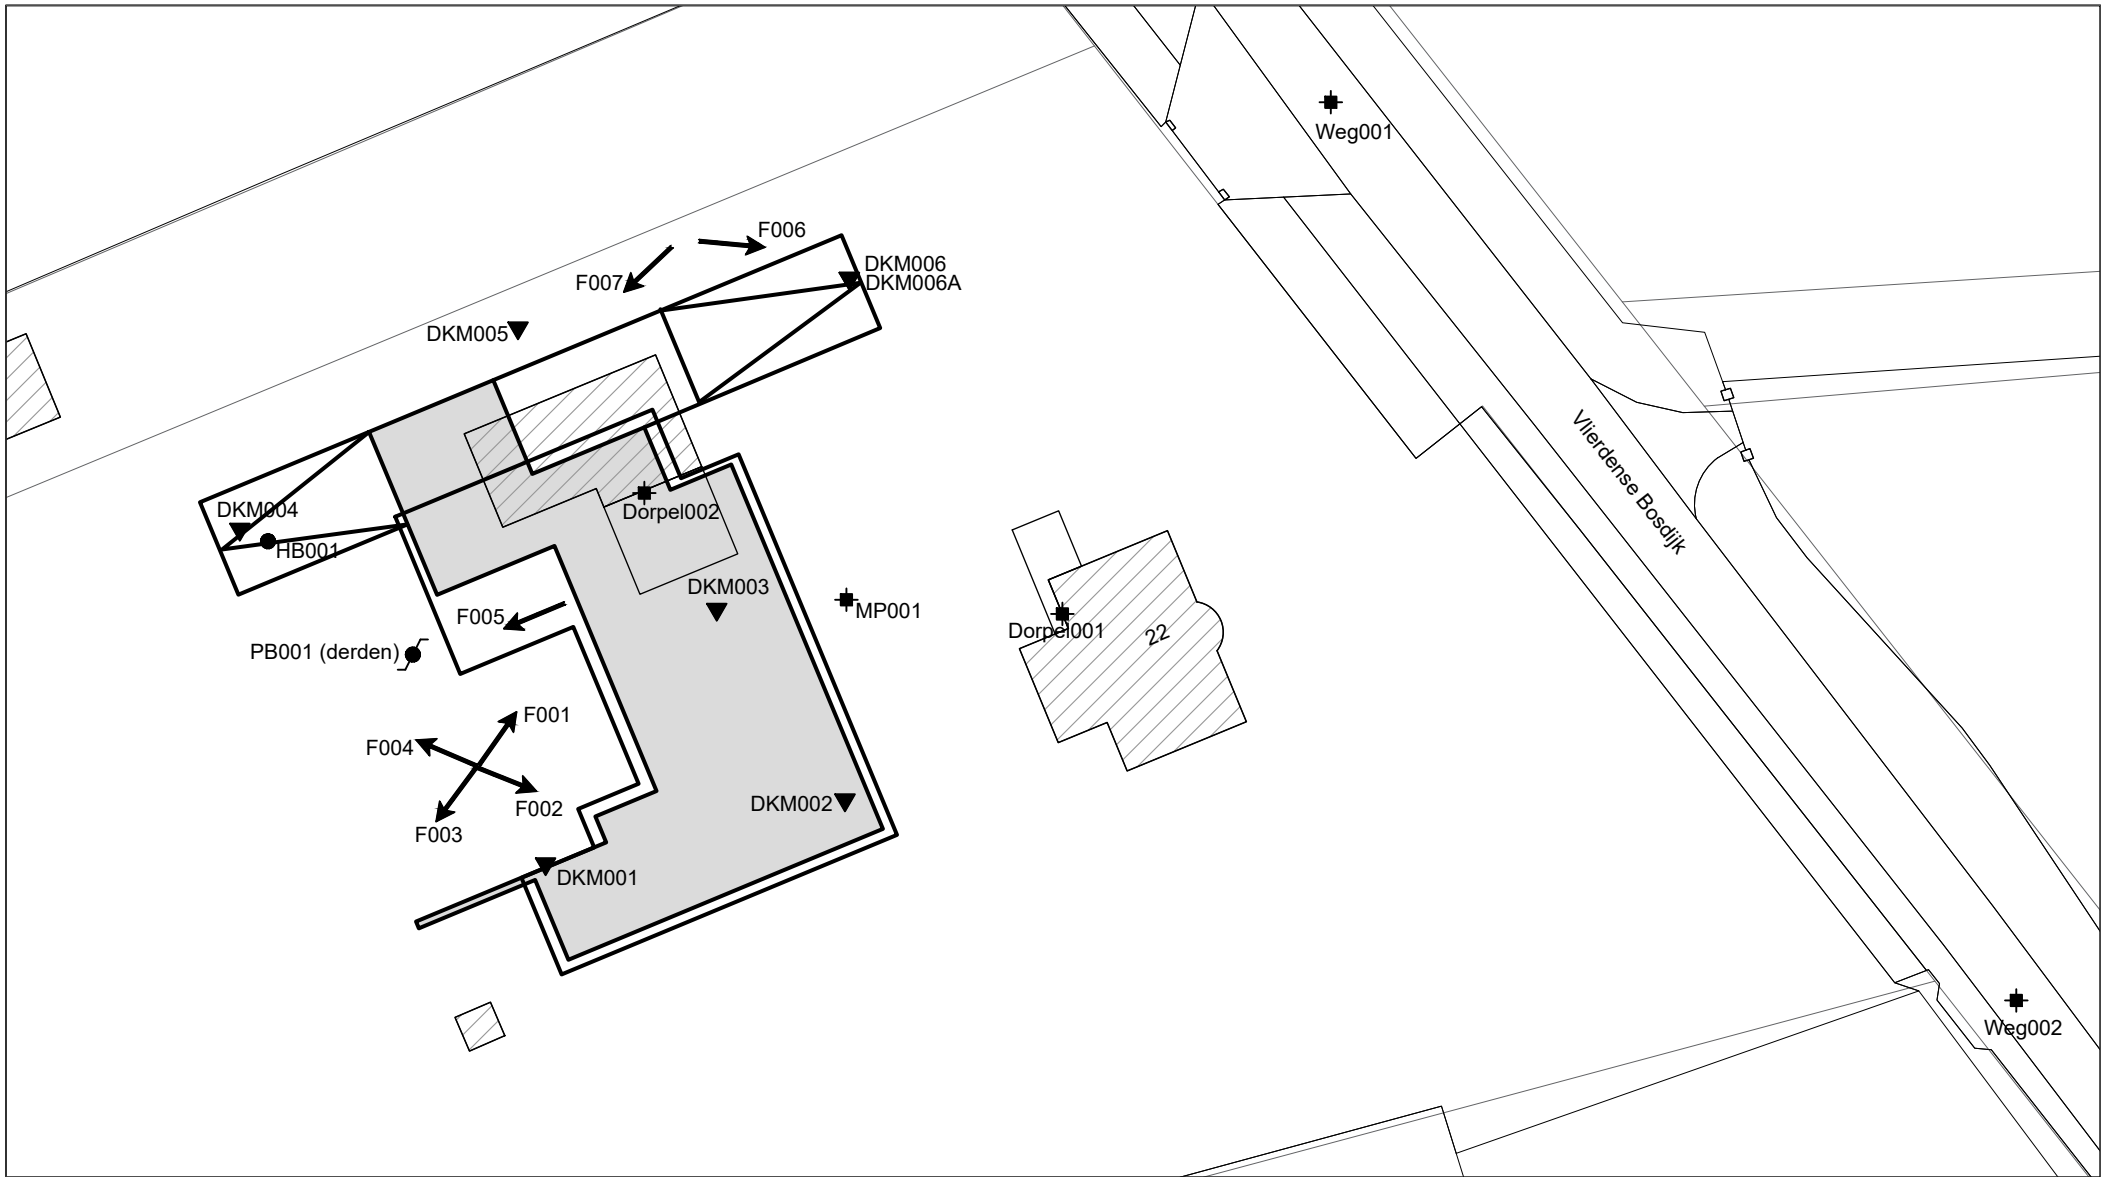 Weg001
F006
DKM006
F007
DKM006A
DKM005
Vlierdense Bosdijk
DKM004
Dorpel002
HB001
DKM003
MP001
F005
Dorpel001
22
PB001 (derden)
F001
F004
DKM002
F002
F003
DKM001
Weg002